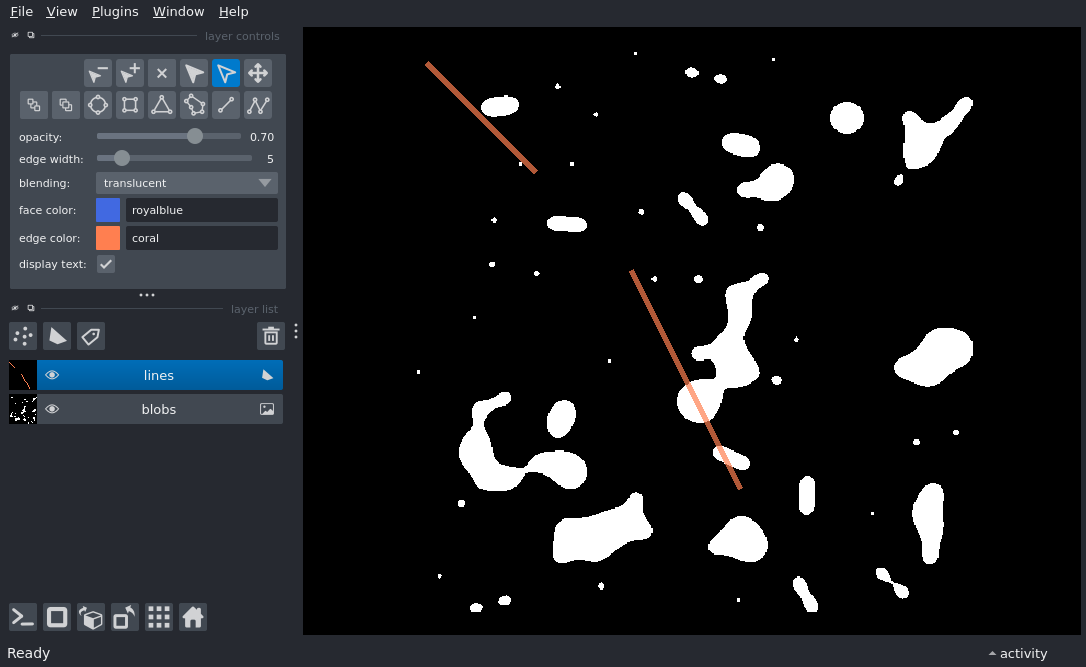 File View Plugins Window Help
layer controls
opacity: 0.70
edge width: 5
blending: translucent
face color: royalblue
edge color: coral
display text:
layer list
lines
blobs
Ready
activity